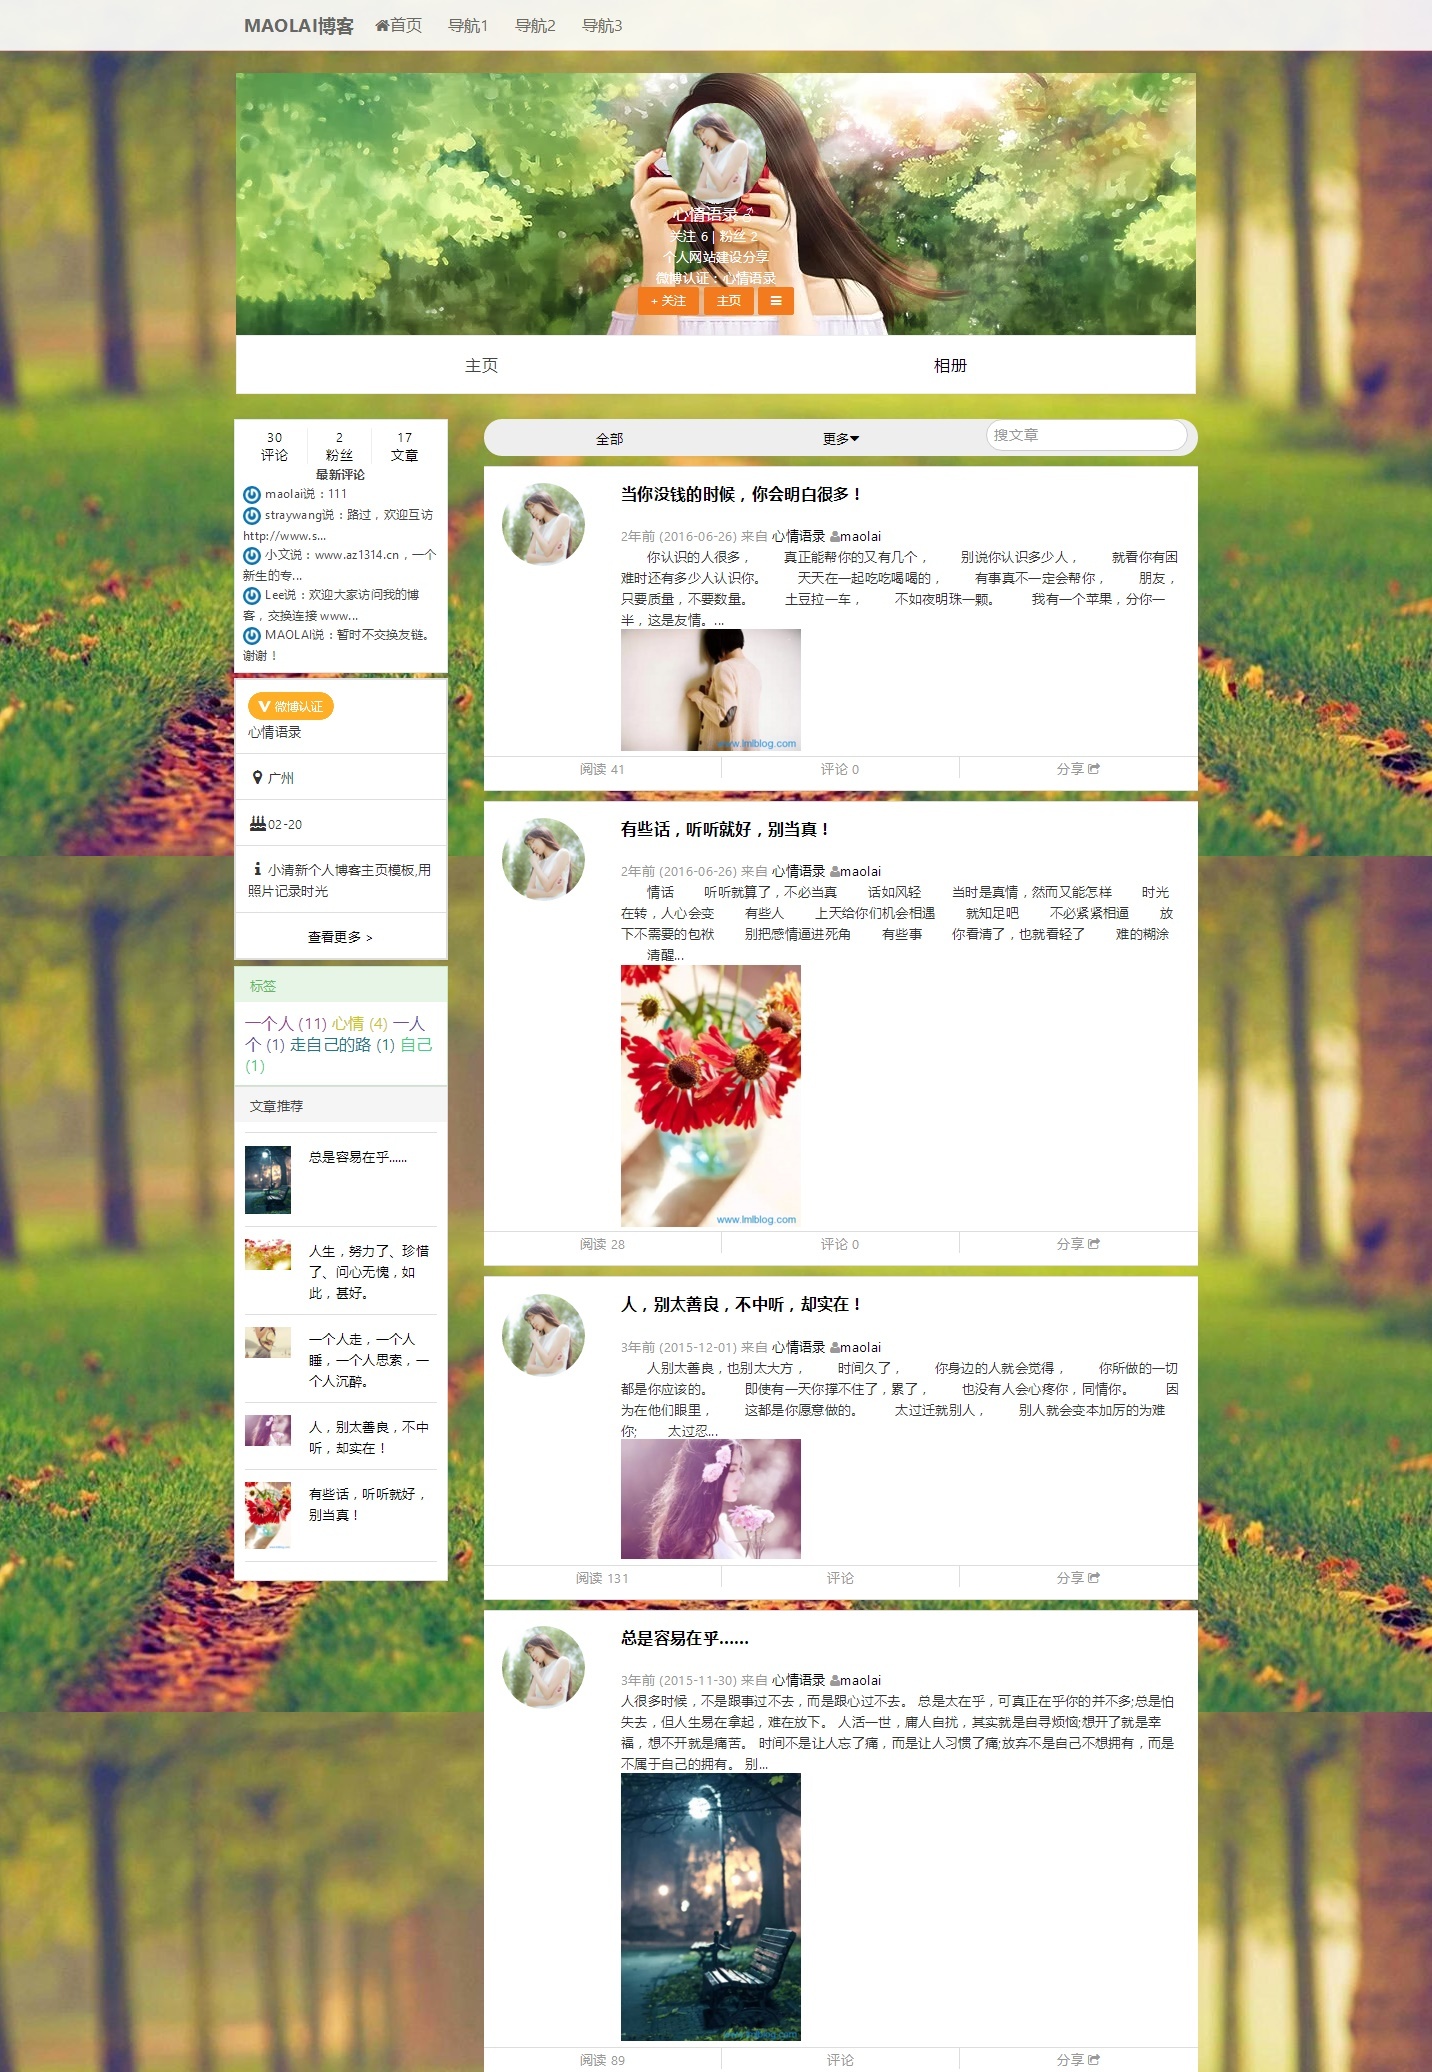 MAOLAI博客 首页 导航1 导航2 导航3
心情语录♂
关注 6 | 粉丝 2
个人网站建设分享
微博认证：心情语录
+ 关注 主页
主页 相册
30 2 17
评论 粉丝 文章
最新评论
maolai说：111
straywang说：路过，欢迎互访
http://www.s...
小文说：www.az1314.cn，一个
新生的专...
Lee说：欢迎大家访问我的博
客，交换连接 www...
MAOLAI说：暂时不交换友链。
谢谢！
微博认证
心情语录
广州
02-20
小清新个人博客主页模板,用
照片记录时光
查看更多 >
标签
一个人 (11) 心情 (4) 一人
个 (1) 走自己的路 (1) 自己
(1)
文章推荐
总是容易在乎......
人生，努力了、珍惜
了、问心无愧，如
此，甚好。
一个人走，一个人
睡，一个人思索，一
个人沉醉。
人，别太善良，不中
听，却实在！
有些话，听听就好，
别当真！
全部 更多 搜文章
当你没钱的时候，你会明白很多！
2年前 (2016-06-26) 来自 心情语录 maolai
你认识的人很多， 真正能帮你的又有几个， 别说你认识多少人， 就看你有困
难时还有多少人认识你。 天天在一起吃吃喝喝的， 有事真不一定会帮你， 朋友，
只要质量，不要数量。 土豆拉一车， 不如夜明珠一颗。 我有一个苹果，分你一
半，这是友情。...
www.lmlblog.com
阅读 41 评论 0 分享
有些话，听听就好，别当真！
2年前 (2016-06-26) 来自 心情语录 maolai
情话 听听就算了，不必当真 话如风轻 当时是真情，然而又能怎样 时光
在转，人心会变 有些人 上天给你们机会相遇 就知足吧 不必紧紧相逼 放
下不需要的包袱 别把感情逼进死角 有些事 你看清了，也就看轻了 难的糊涂
清醒...
www.lmlblog.com
阅读 28 评论 0 分享
人，别太善良，不中听，却实在！
3年前 (2015-12-01) 来自 心情语录 maolai
人别太善良，也别太大方， 时间久了， 你身边的人就会觉得， 你所做的一切
都是你应该的。 即使有一天你撑不住了，累了， 也没有人会心疼你，同情你。 因
为在他们眼里， 这都是你愿意做的。 太过迁就别人， 别人就会变本加厉的为难
你; 太过忍...
阅读 131 评论 分享
总是容易在乎......
3年前 (2015-11-30) 来自 心情语录 maolai
人很多时候，不是跟事过不去，而是跟心过不去。 总是太在乎，可真正在乎你的并不多;总是怕
失去，但人生易在拿起，难在放下。 人活一世，庸人自扰，其实就是自寻烦恼;想开了就是幸
福，想不开就是痛苦。 时间不是让人忘了痛，而是让人习惯了痛;放弃不是自己不想拥有，而是
不属于自己的拥有。 别...
www.lmlblog.com
阅读 89 评论 分享